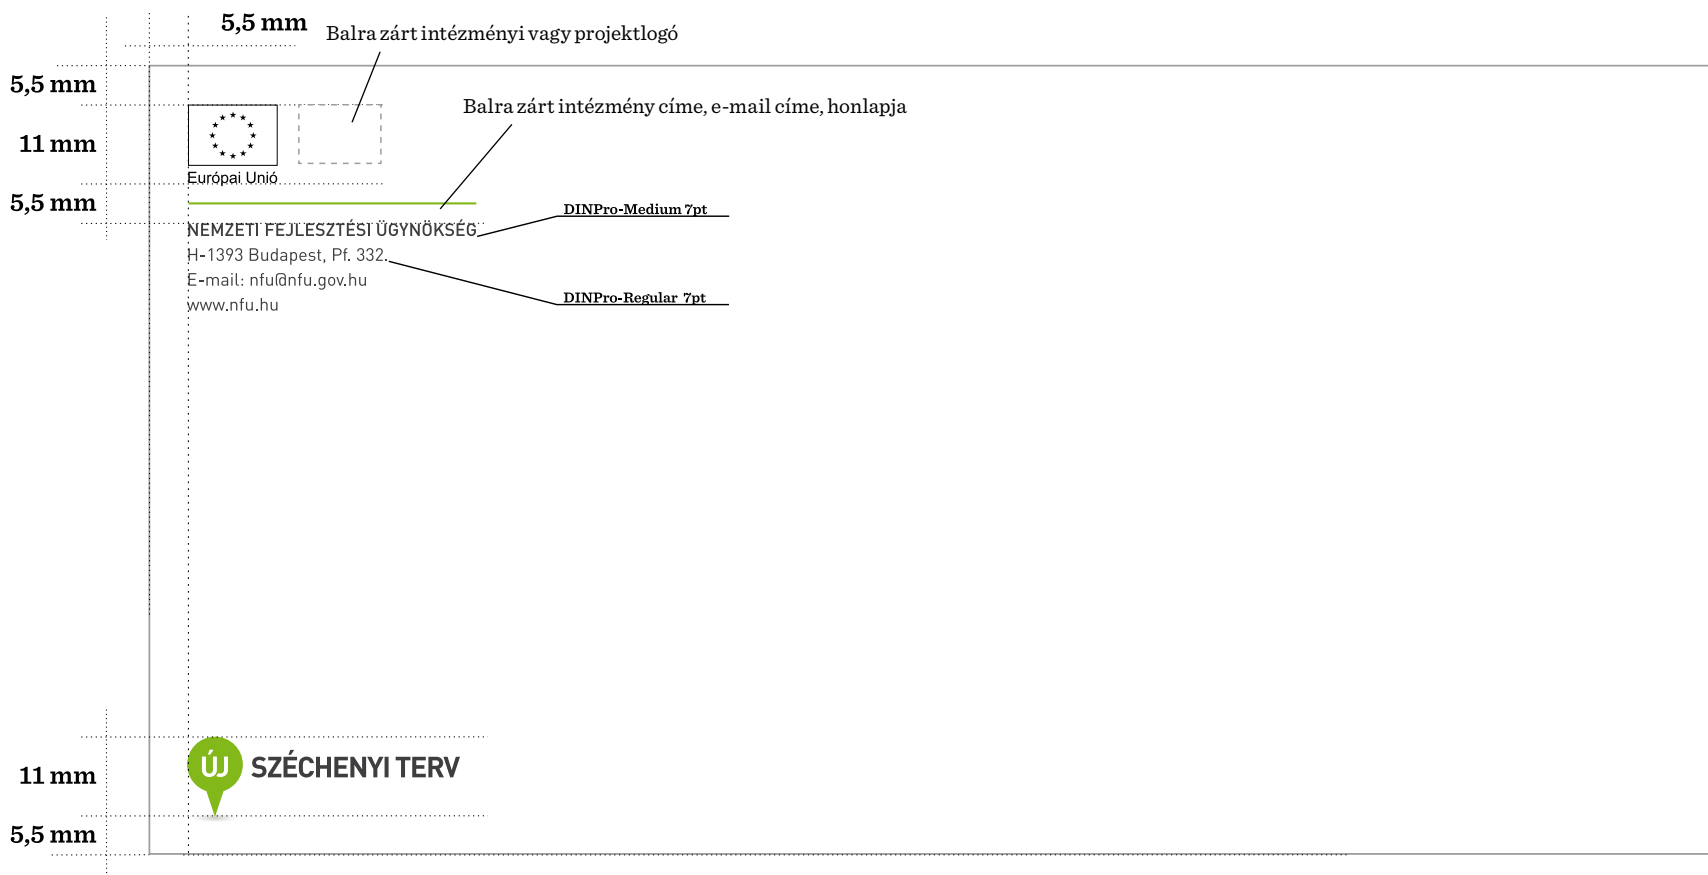 5,5 mm
Balra zárt intézményi vagy projektlogó
5,5 mm
Balra zárt intézmény címe, e-mail címe, honlapja
11 mm
Európai Unió
5,5 mm
DINPro-Medium 7pt
NEMZETI FEJLESZTÉSI ÜGYNÖKSÉG
H-1393 Budapest, Pf. 332.
E-mail: nfu@nfu.gov.hu
DINPro-Regular 7pt
www.nfu.hu
ÚJ SZÉCHENYI TERV
11 mm
5,5 mm